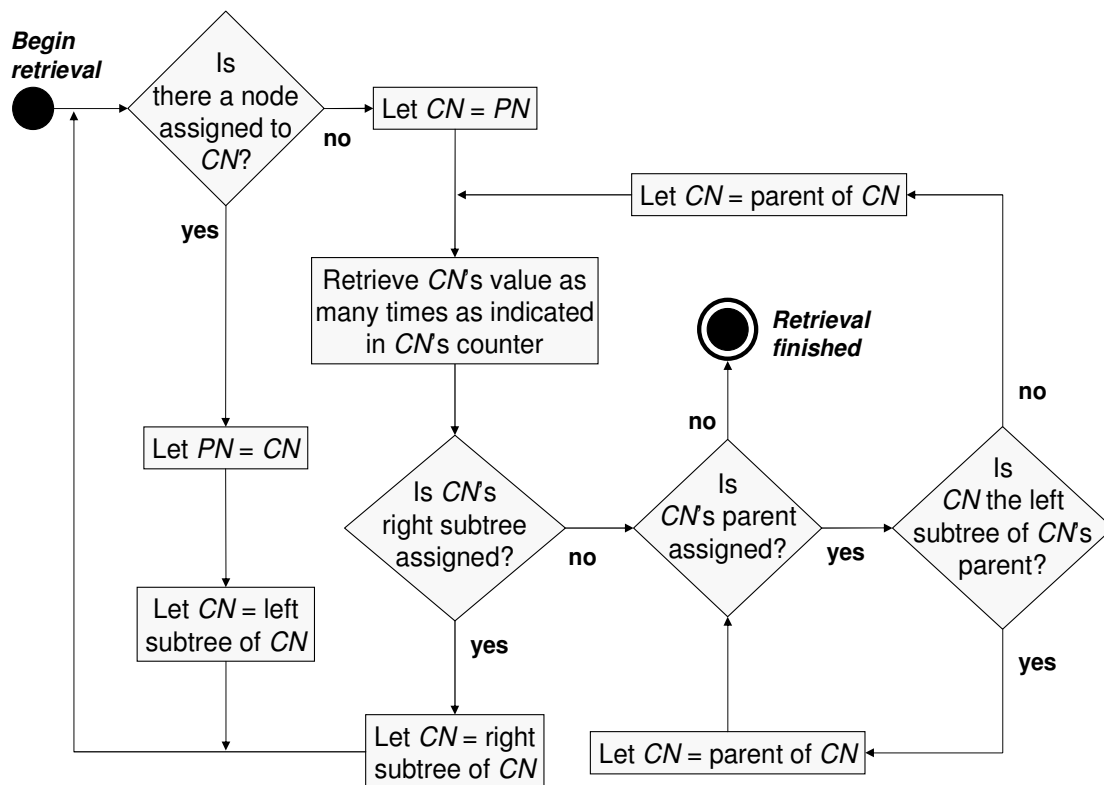 Begin
retrieval
Is
there a node
assigned to
CN?
no
yes
Let CN = PN
Let CN = parent of CN
Retrieve CN's value as
many times as indicated
in CN's counter
Retrieval
finished
Let PN = CN
Let CN = left
subtree of CN
Is CN's
right subtree
assigned?
no
yes
Let CN = right
subtree of CN
Is
CN's parent
assigned?
no
yes
Is
CN the left
subtree of CN's
parent?
no
yes
Let CN = parent of CN